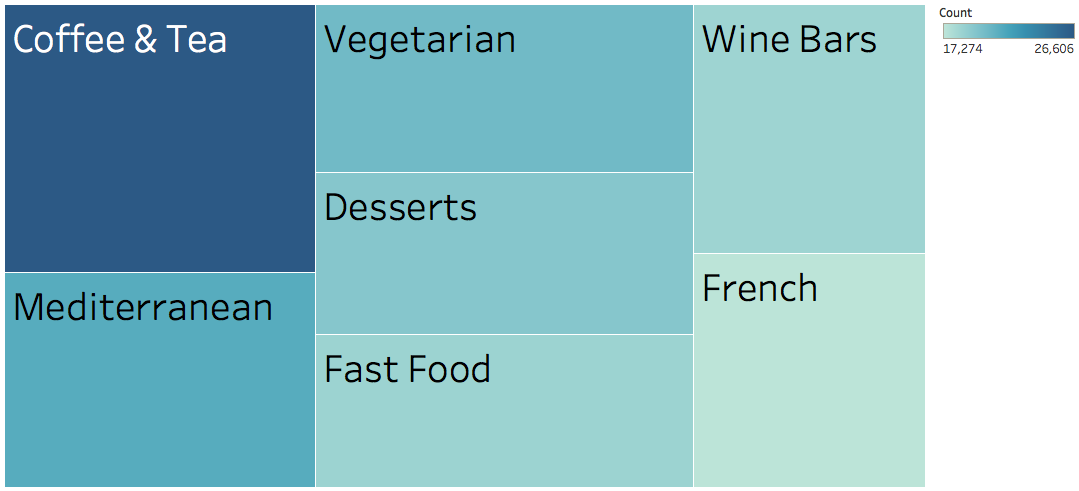 Coffee & Tea
Mediterranean
Vegetarian
Desserts
Fast Food
Wine Bars
French
Count
17,274 26,606